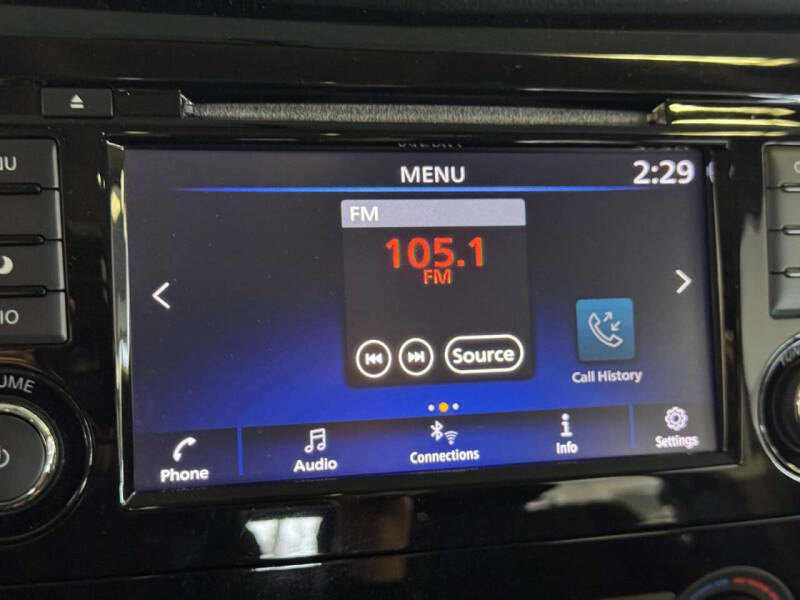 MENU 2:29
FM
105.1
FM
Source
Call History
Phone Audio Connections Info Settings